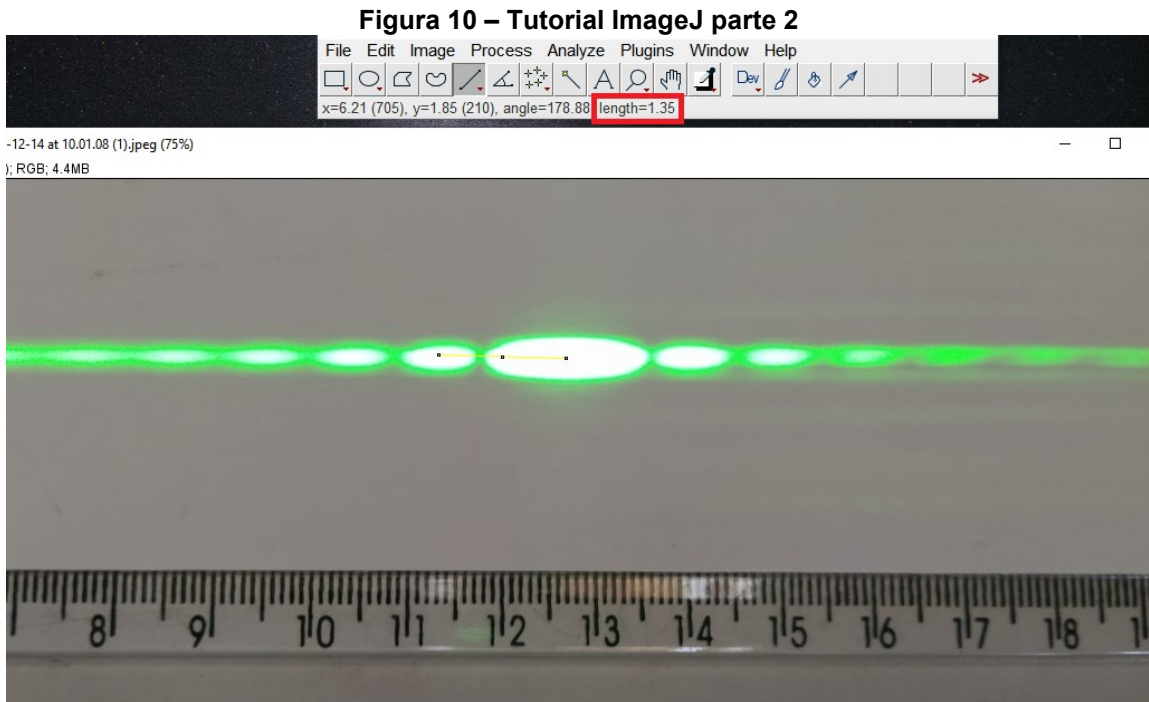 Figura 10 – Tutorial ImageJ parte 2
File Edit Image Process Analyze Plugins Window Help
A Dev
x=6.21 (705), y=1.85 (210), angle=178.88 length=1.35
-12-14 at 10.01.08 (1).jpeg (75%)
); RGB; 4.4MB
8 9 10 11 12 13 14 15 16 17 18 1